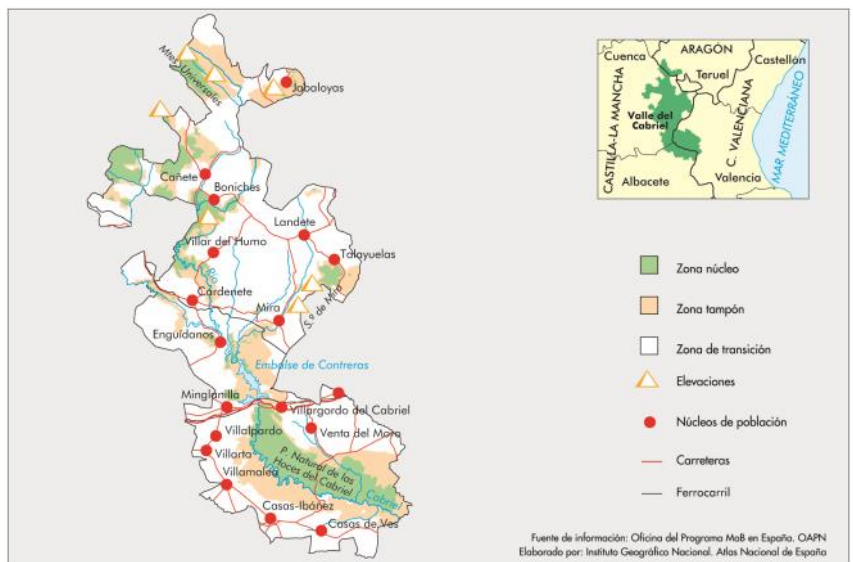 Mtes. Universales
Jabaloyas
Cañete
Boniches
Landete
Villar del Humo
Talayuelas
Río
Cardenete
Mira
S.ª de Mira
Enguídanos
Embalse de Contreras
Minglanilla
Villargordo del Cabriel
Villalpardo
Venta del Moro
Villarta
P. Natural de las
Hoces del Cabriel
Villamalea
Cabriel
Casas-Ibáñez
Casas de Ves
Cuenca
ARAGÓN
Castellón
Teruel
CASTILLA-LA MANCHA
Valle del
Cabriel
C. VALENCIANA
MAR MEDITERRÁNEO
Albacete
Valencia
Zona núcleo
Zona tampón
Zona de transición
Elevaciones
Núcleos de población
Carreteras
Ferrocarril
Fuente de información: Oficina del Programa MaB en España. OAPN
Elaborado por: Instituto Geográfico Nacional. Atlas Nacional de España